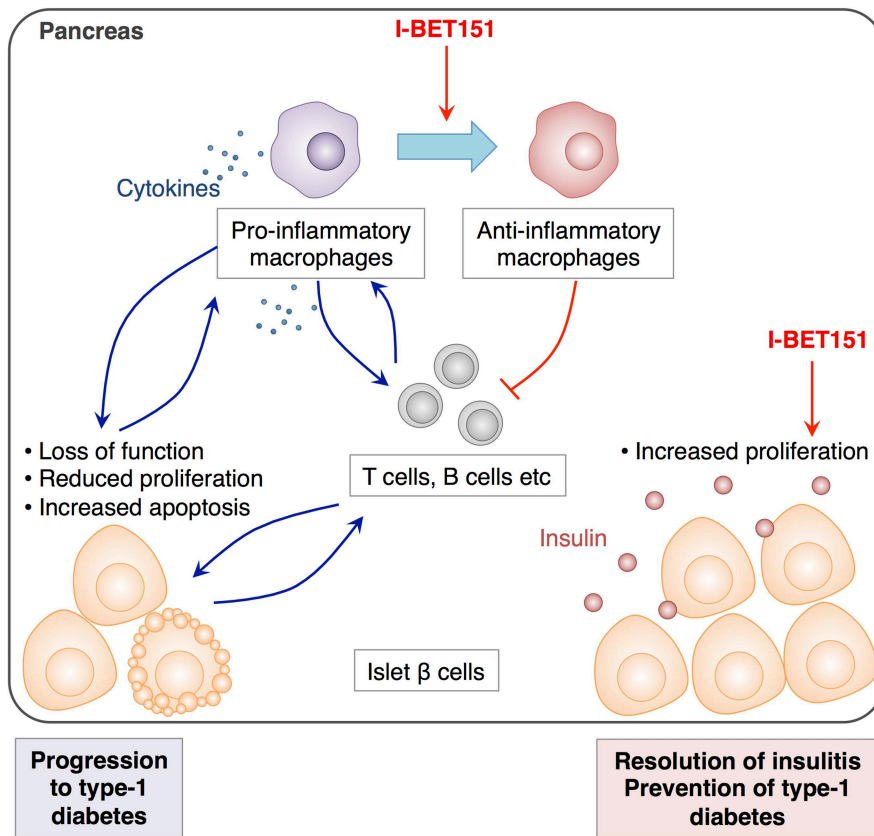 Pancreas
I-BET151
Cytokines
Pro-inflammatory
macrophages
Anti-inflammatory
macrophages
I-BET151
• Loss of function
• Reduced proliferation
• Increased apoptosis
T cells, B cells etc
• Increased proliferation
Insulin
Islet β cells
Progression
to type-1
diabetes
Resolution of insulitis
Prevention of type-1
diabetes